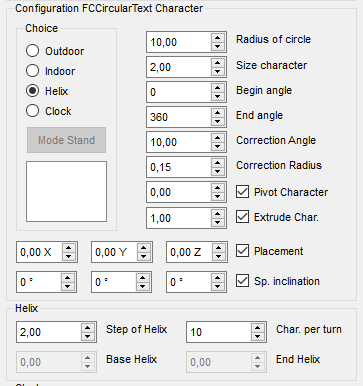 Configuration FCCircularText Character
Choice
Outdoor
Indoor
Helix
Clock
Mode Stand
10,00 Radius of circle
2,00 Size character
0 Begin angle
360 End angle
10,00 Correction Angle
0,15 Correction Radius
0,00 Pivot Character
1,00 Extrude Char.
0,00 X 0,00 Y 0,00 Z Placement
0 ° 0 ° 0 ° Sp. inclination
Helix
2,00 Step of Helix 10 Char. per turn
0,00 Base Helix 0,00 End Helix